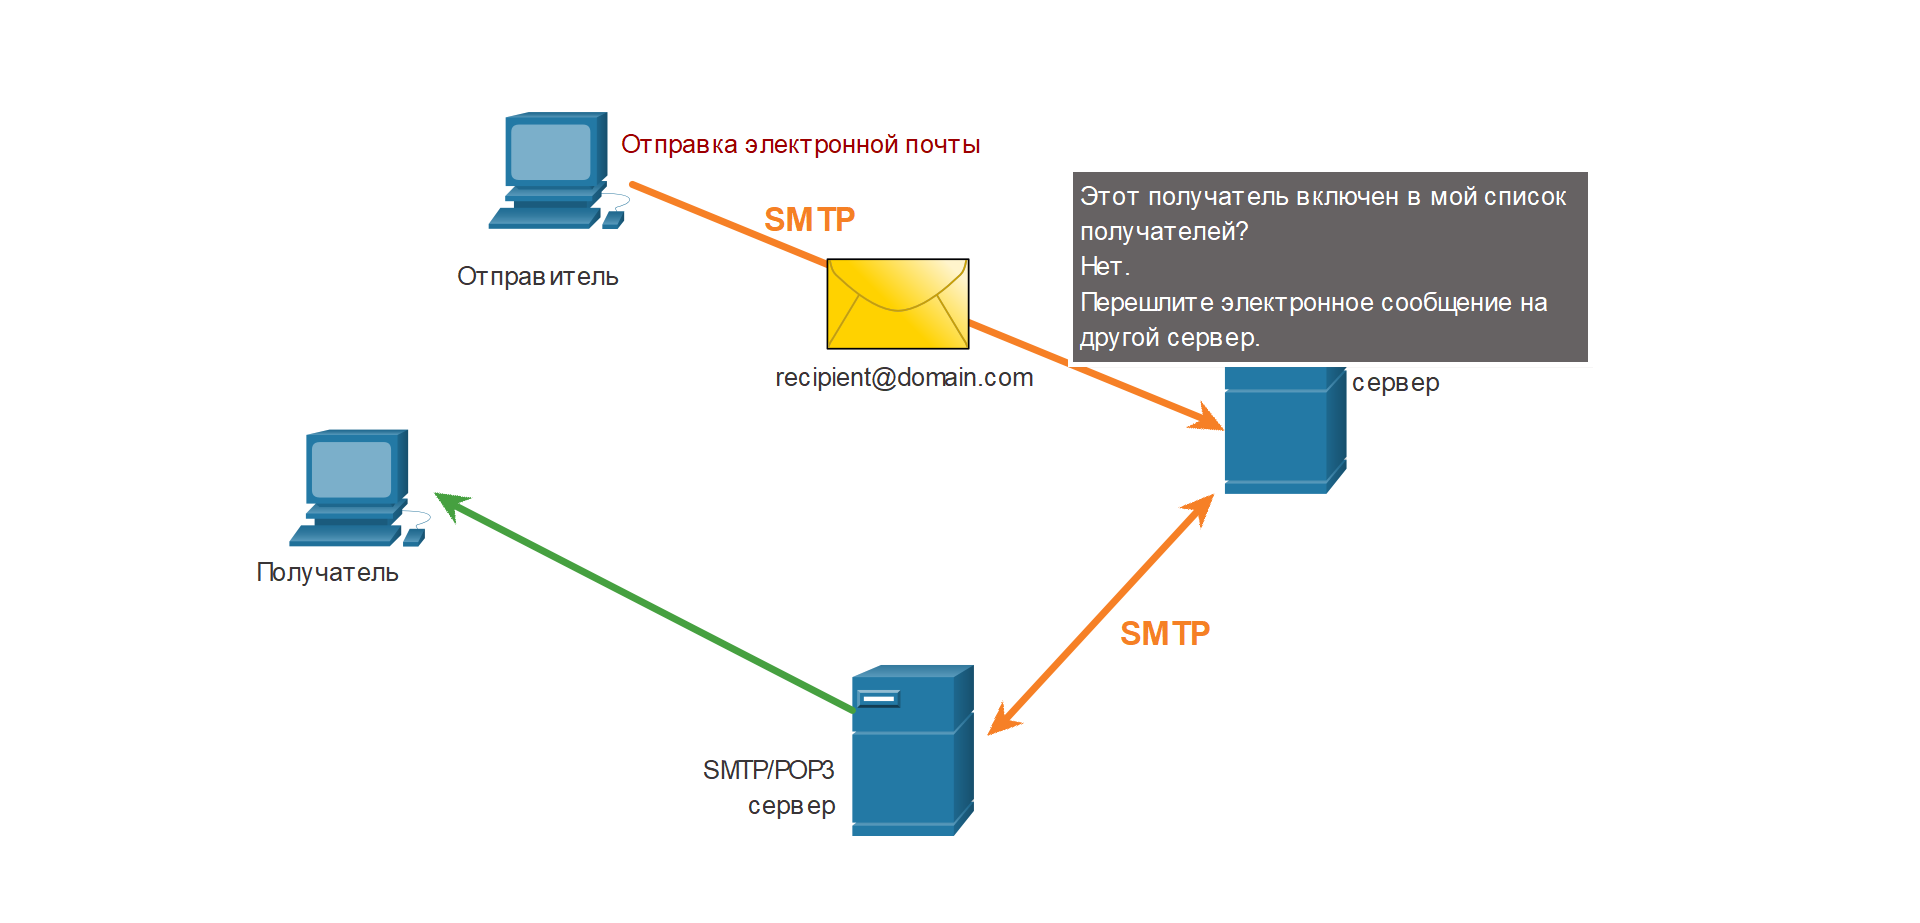 Отправка электронной почты
SMTP
Отправитель
Этот получатель включен в мой список
получателей?
Нет.
Перешлите электронное сообщение на
другой сервер.
recipient@domain.com
сервер
Получатель
SMTP
SMTP/POP3
сервер